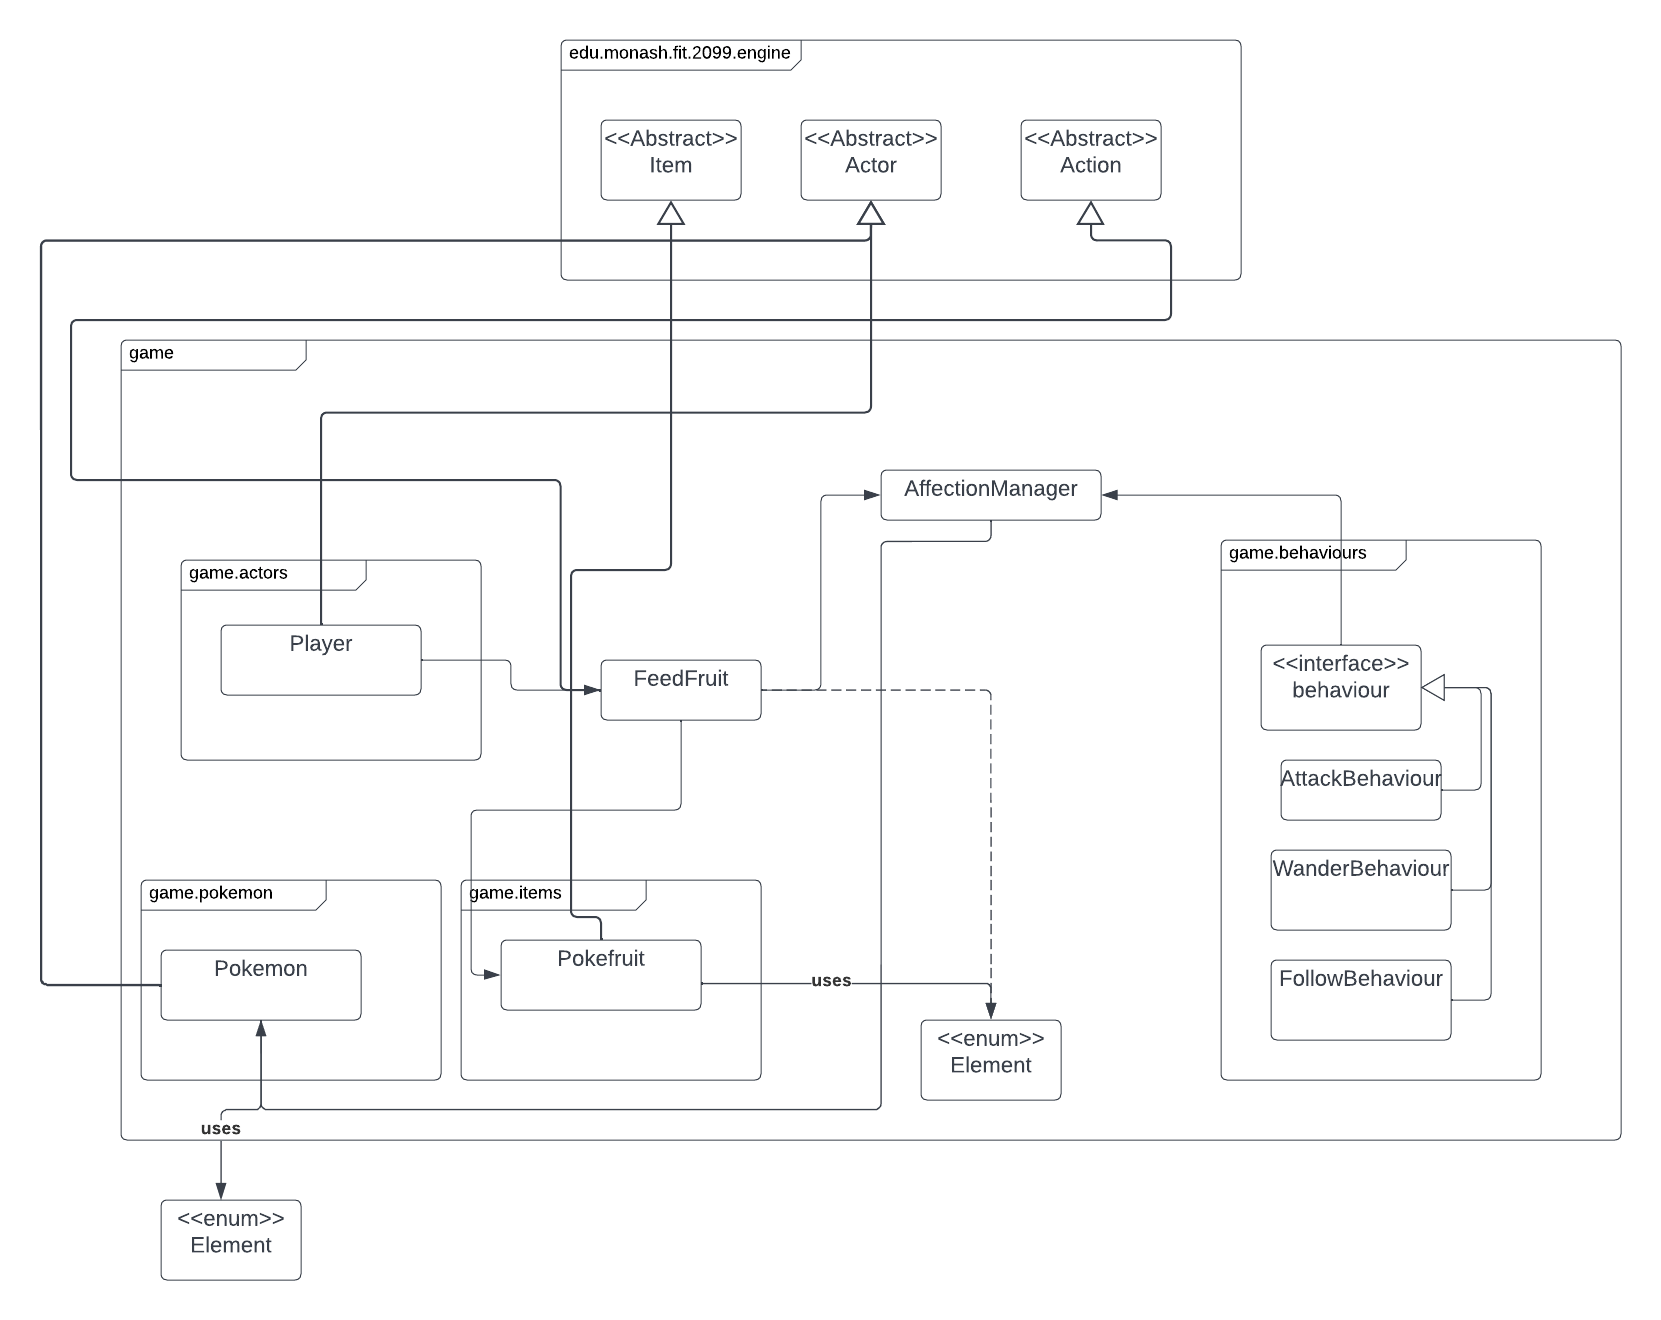 edu.monash.fit.2099.engine
<<Abstract>>
Item
<<Abstract>>
Actor
<<Abstract>>
Action
game
AffectionManager
game.actors
Player
FeedFruit
game.behaviours
<<interface>>
behaviour
AttackBehaviour
WanderBehaviour
FollowBehaviour
game.pokemon
Pokemon
game.items
Pokefruit
uses
<<enum>>
Element
uses
<<enum>>
Element